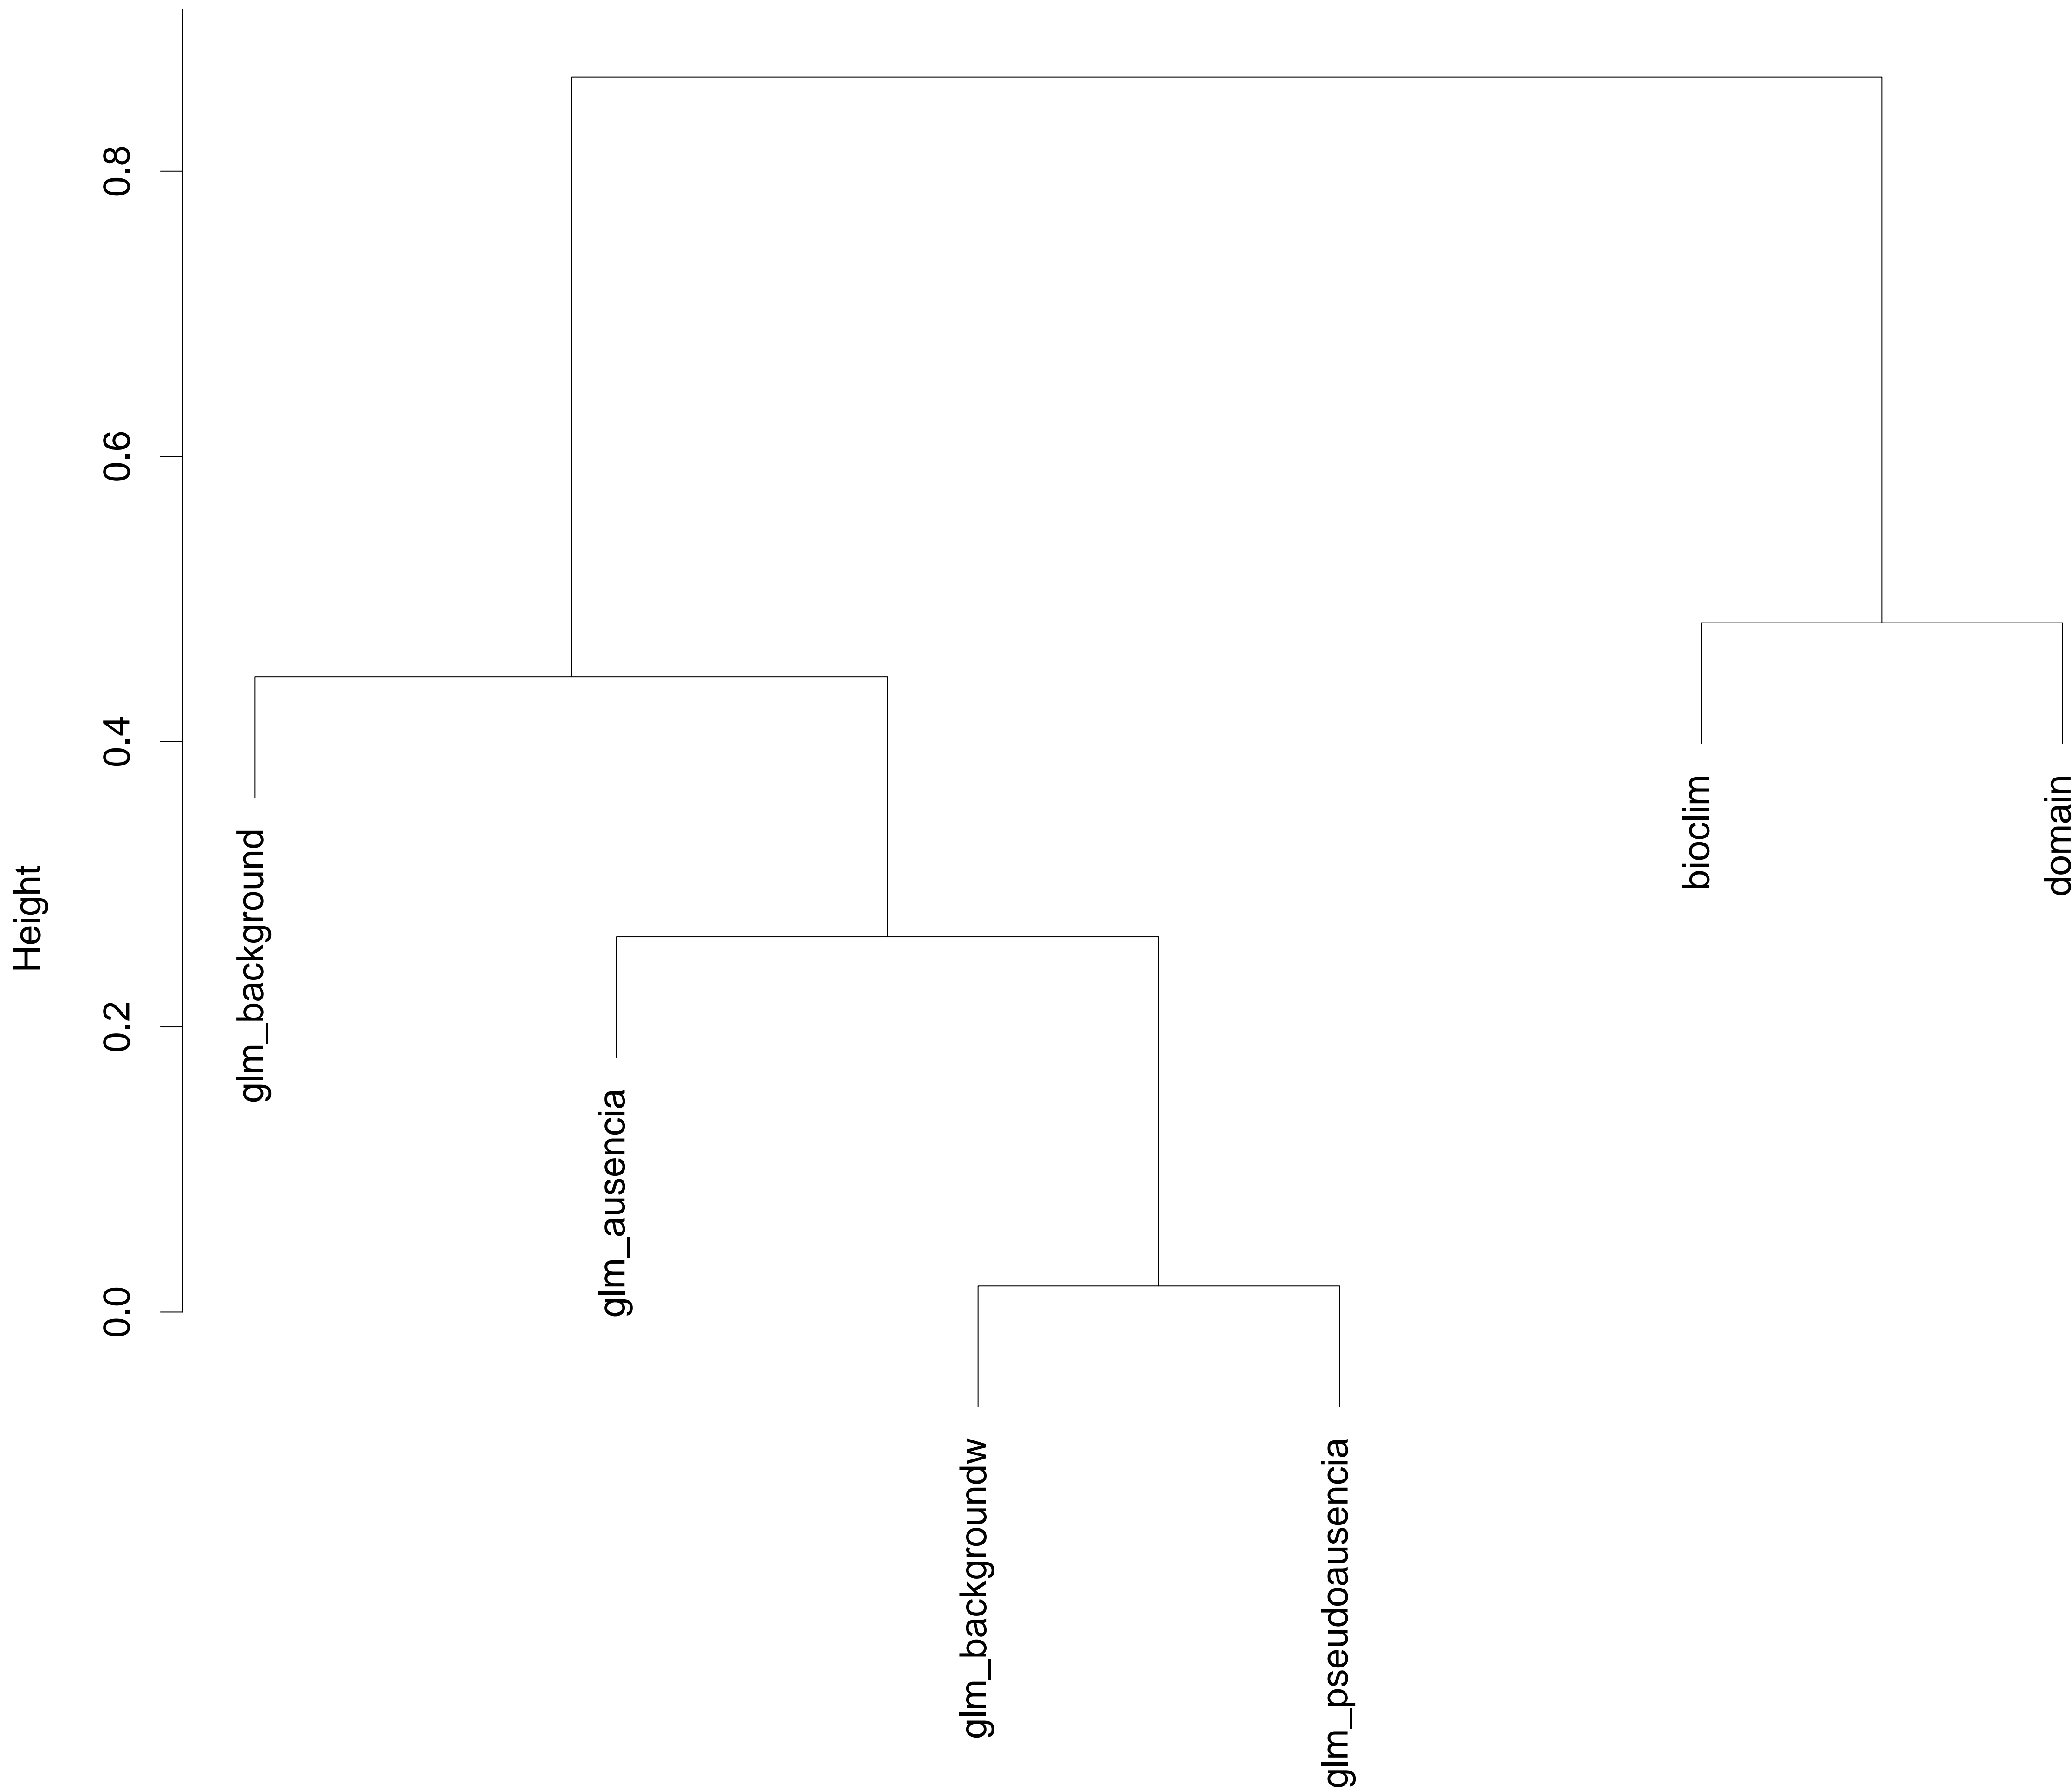 Height
0.8
0.6
0.4
0.2
0.0
glm_background
glm_ausencia
glm_backgroundw
glm_pseudoausencia
bioclim
domain